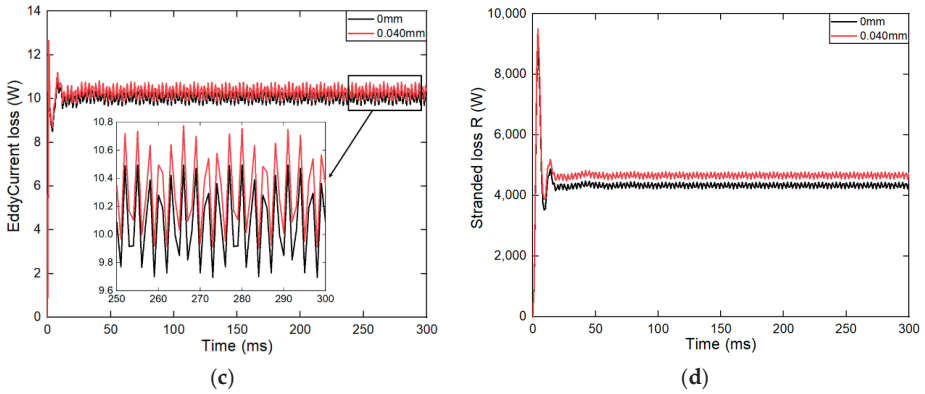 14
12
10
8
6
4
2
0
EddyCurrent loss (W)
0mm
0.040mm
10.8
10.6
10.4
10.2
10.0
9.8
9.6
250 260 270 280 290 300
0 50 100 150 200 250 300
Time (ms)
(c)
10,000
8,000
6,000
4,000
2,000
0
Stranded loss R (W)
0mm
0.040mm
0 50 100 150 200 250 300
Time (ms)
(d)